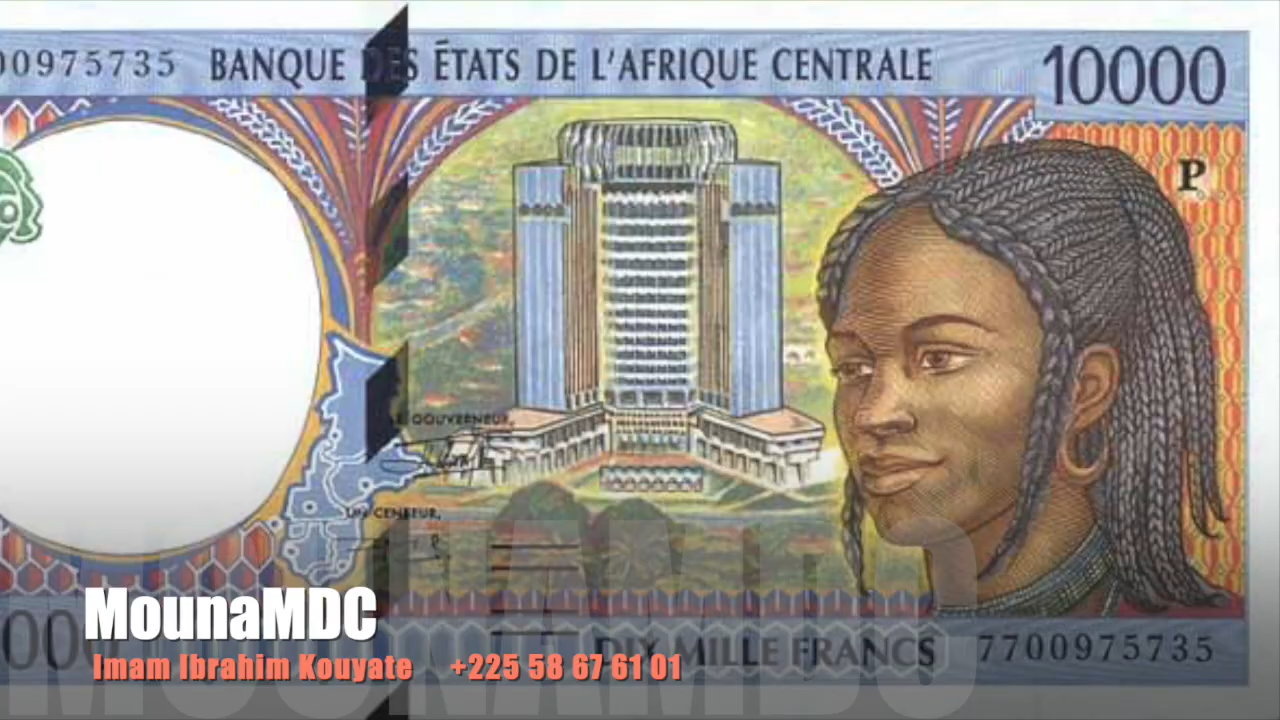 00975735 BANQUE DES ÉTATS DE L'AFRIQUE CENTRALE 10000
P
LE GOUVERNEUR,
UN CENSEUR,
MounaMDC
MOUNAMDC
DIX MILLE FRANCS 7700975735
Imam Ibrahim Kouyate +225 58 67 61 01